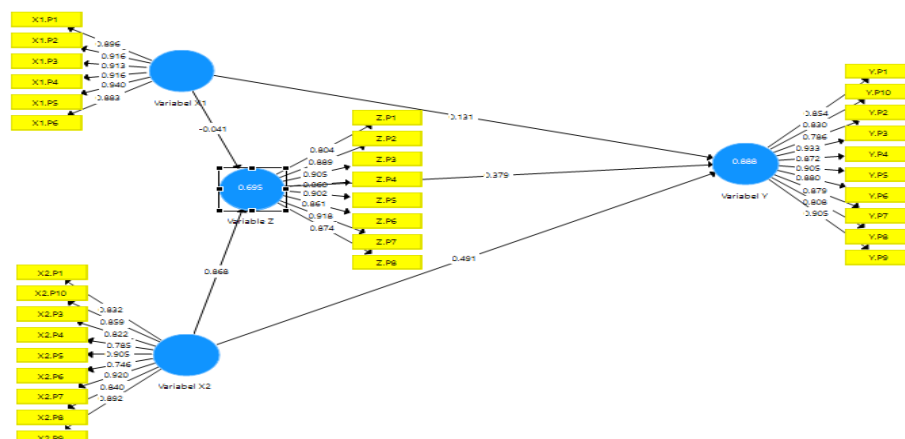 X1.P1
X1.P2
X1.P3
X1.P4
X1.P5
X1.P6
0.896
0.916
0.913
0.916
0.940
0.883
Variabel X1
-0.041
0.131
Z.P1
Z.P2
Z.P3
Z.P4
Z.P5
Z.P6
Z.P7
Z.P8
0.804
0.889
0.905
0.860
0.902
0.861
0.918
0.874
0.695
Variable Z
0.379
Y.P1
Y.P10
Y.P2
Y.P3
Y.P4
Y.P5
Y.P6
Y.P7
Y.P8
Y.P9
0.854
0.830
0.786
0.933
0.872
0.905
0.880
0.879
0.808
0.905
0.888
Variabel Y
0.868
0.491
X2.P1
X2.P10
X2.P3
X2.P4
X2.P5
X2.P6
X2.P7
X2.P8
X2.P9
0.832
0.859
0.822
0.785
0.905
0.746
0.920
0.840
0.892
Variabel X2